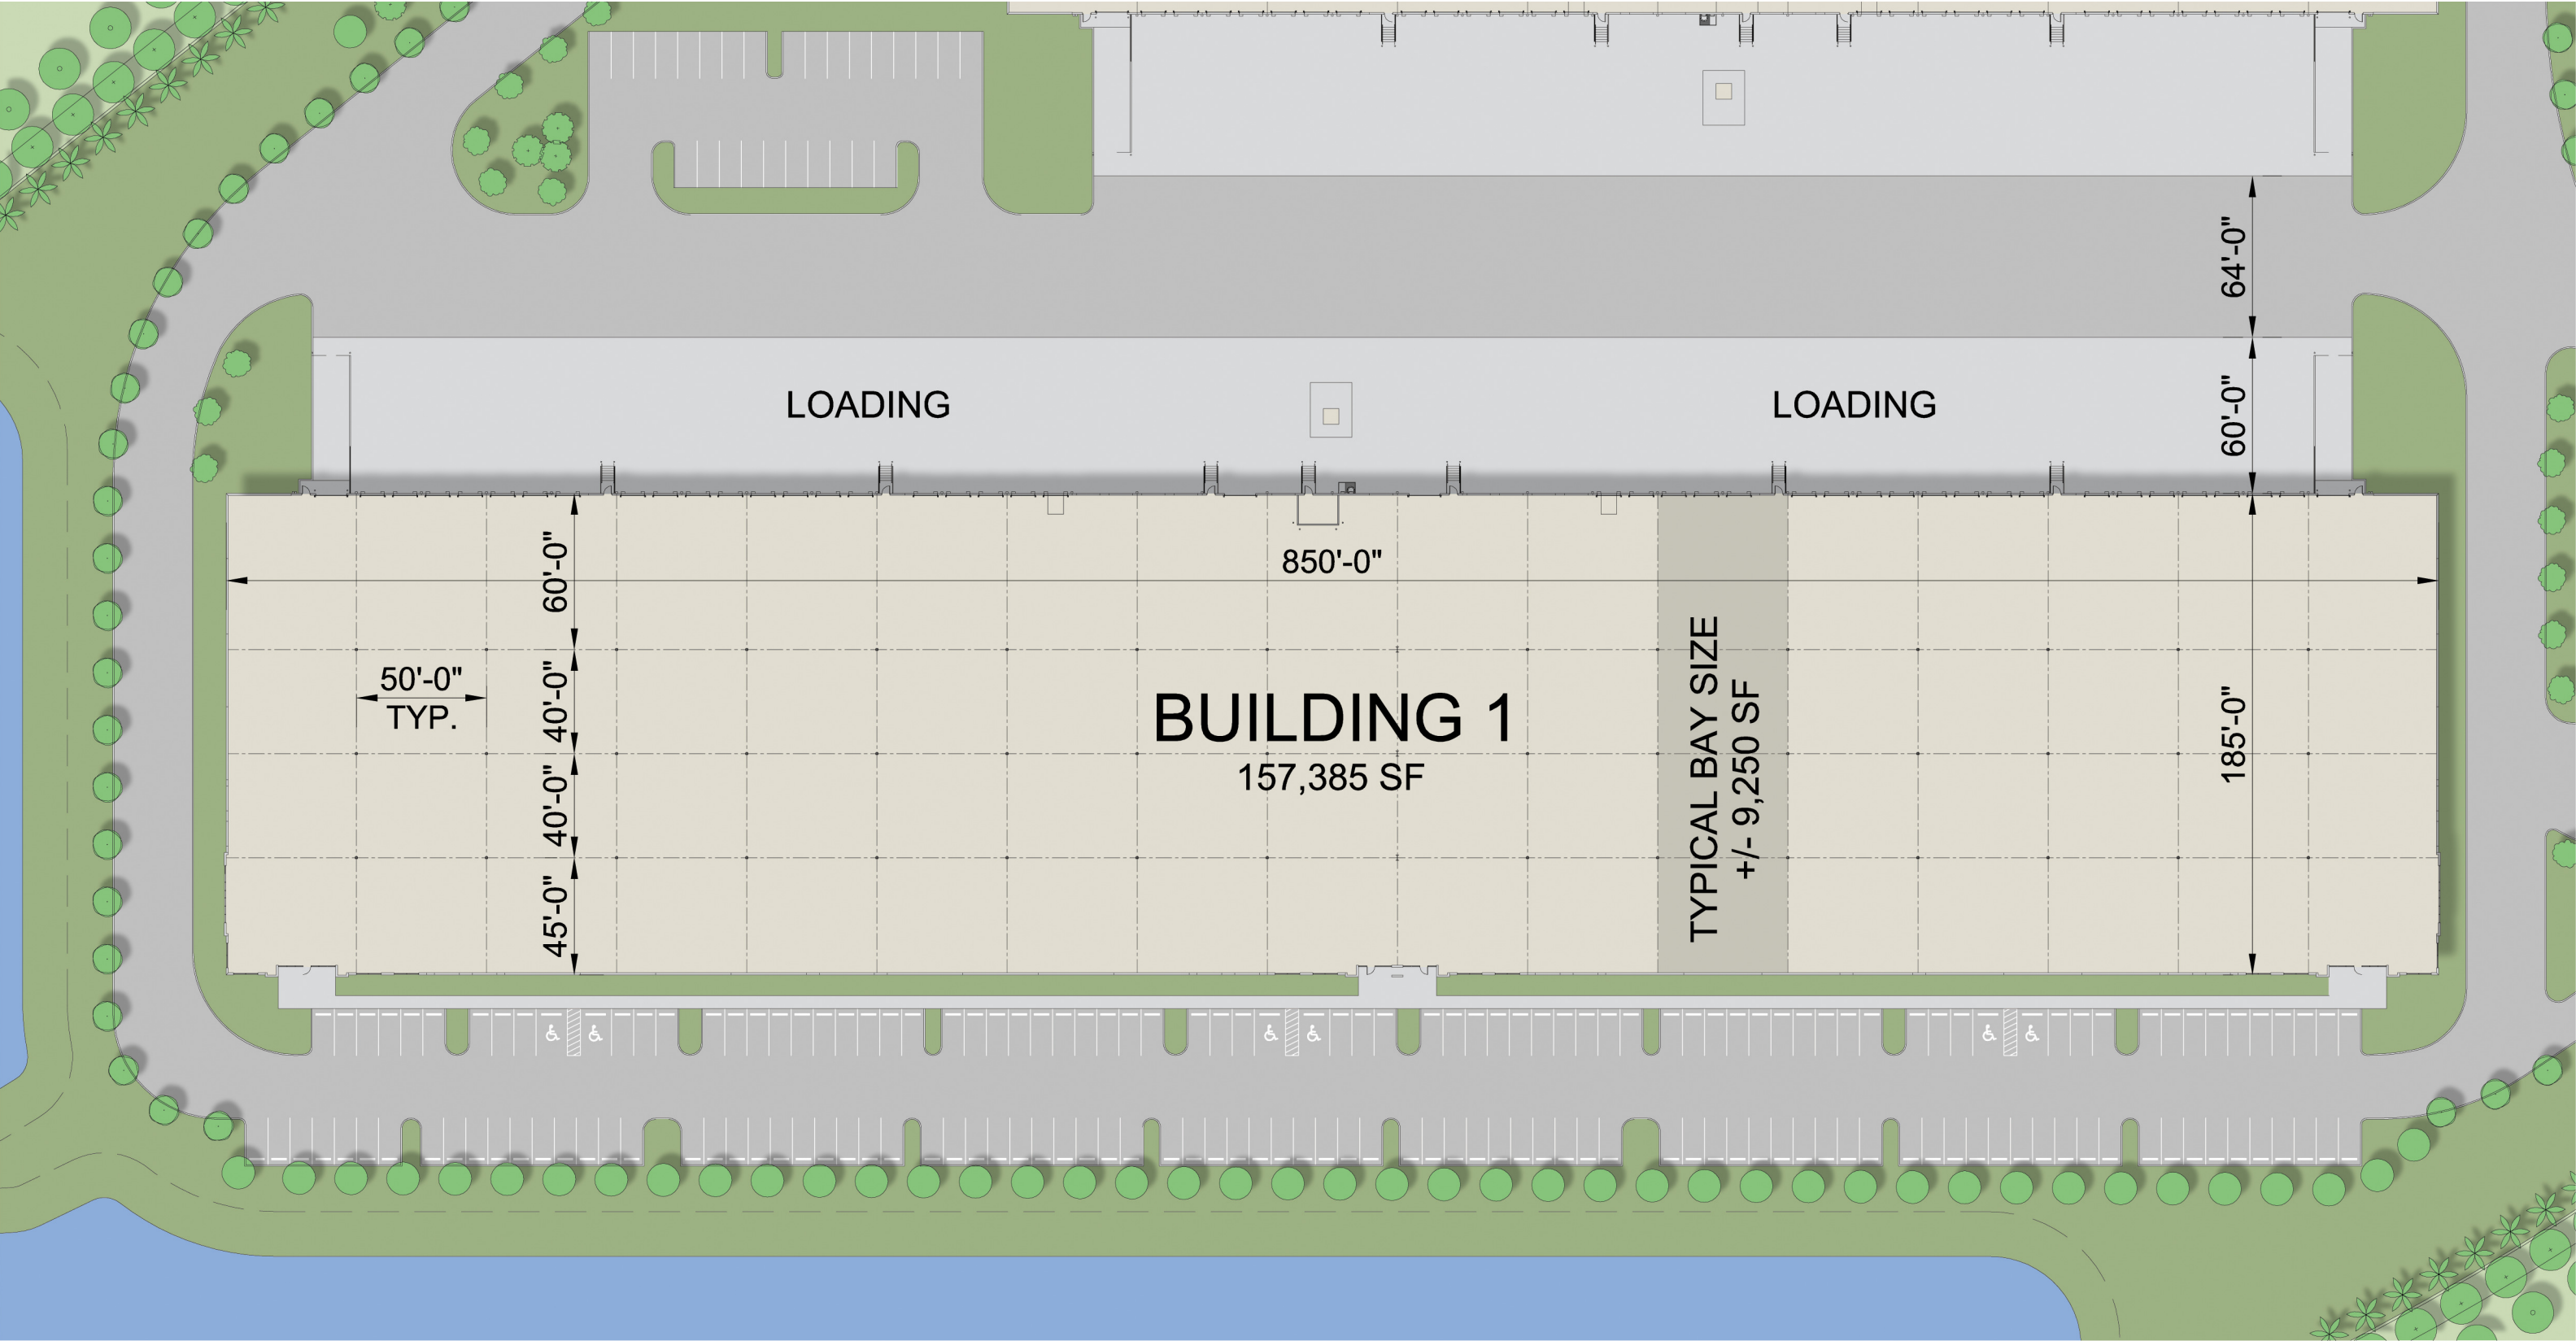 64'-0"
LOADING
LOADING
60'-0"
850'-0"
60'-0"
50'-0"
TYP.
40'-0"
BUILDING 1
157,385 SF
TYPICAL BAY SIZE
+/- 9,250 SF
185'-0"
40'-0"
45'-0"